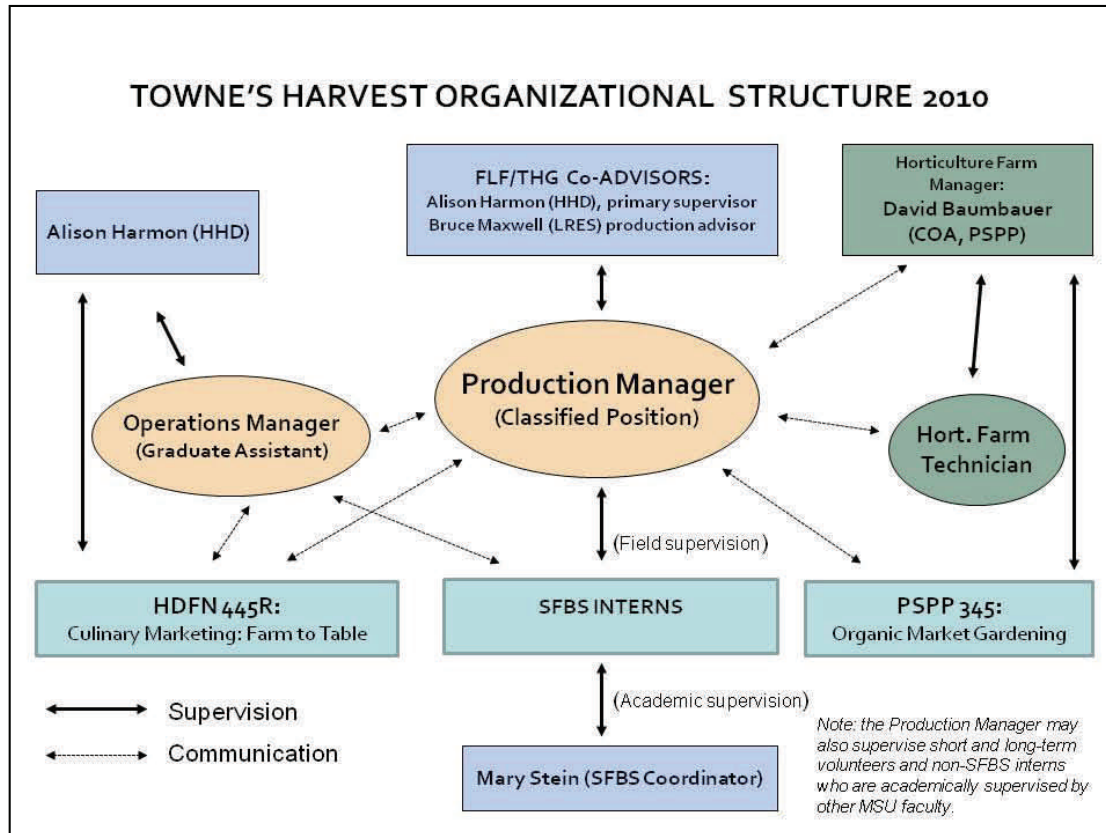 TOWNE'S HARVEST ORGANIZATIONAL STRUCTURE 2010
Alison Harmon (HHD)
FLF/THG Co-ADVISORS:
Alison Harmon (HHD), primary supervisor
Bruce Maxwell (LRES) production advisor
Horticulture Farm
Manager:
David Baumbauer
(COA, PSPP)
Operations Manager
(Graduate Assistant)
Production Manager
(Classified Position)
Hort. Farm
Technician
(Field supervision)
HDFN 445R:
Culinary Marketing: Farm to Table
SFBS INTERNS
PSPP 345:
Organic Market Gardening
Supervision
Communication
(Academic supervision)
Mary Stein (SFBS Coordinator)
Note: the Production Manager may
also supervise short and long-term
volunteers and non-SFBS interns
who are academically supervised by
other MSU faculty.